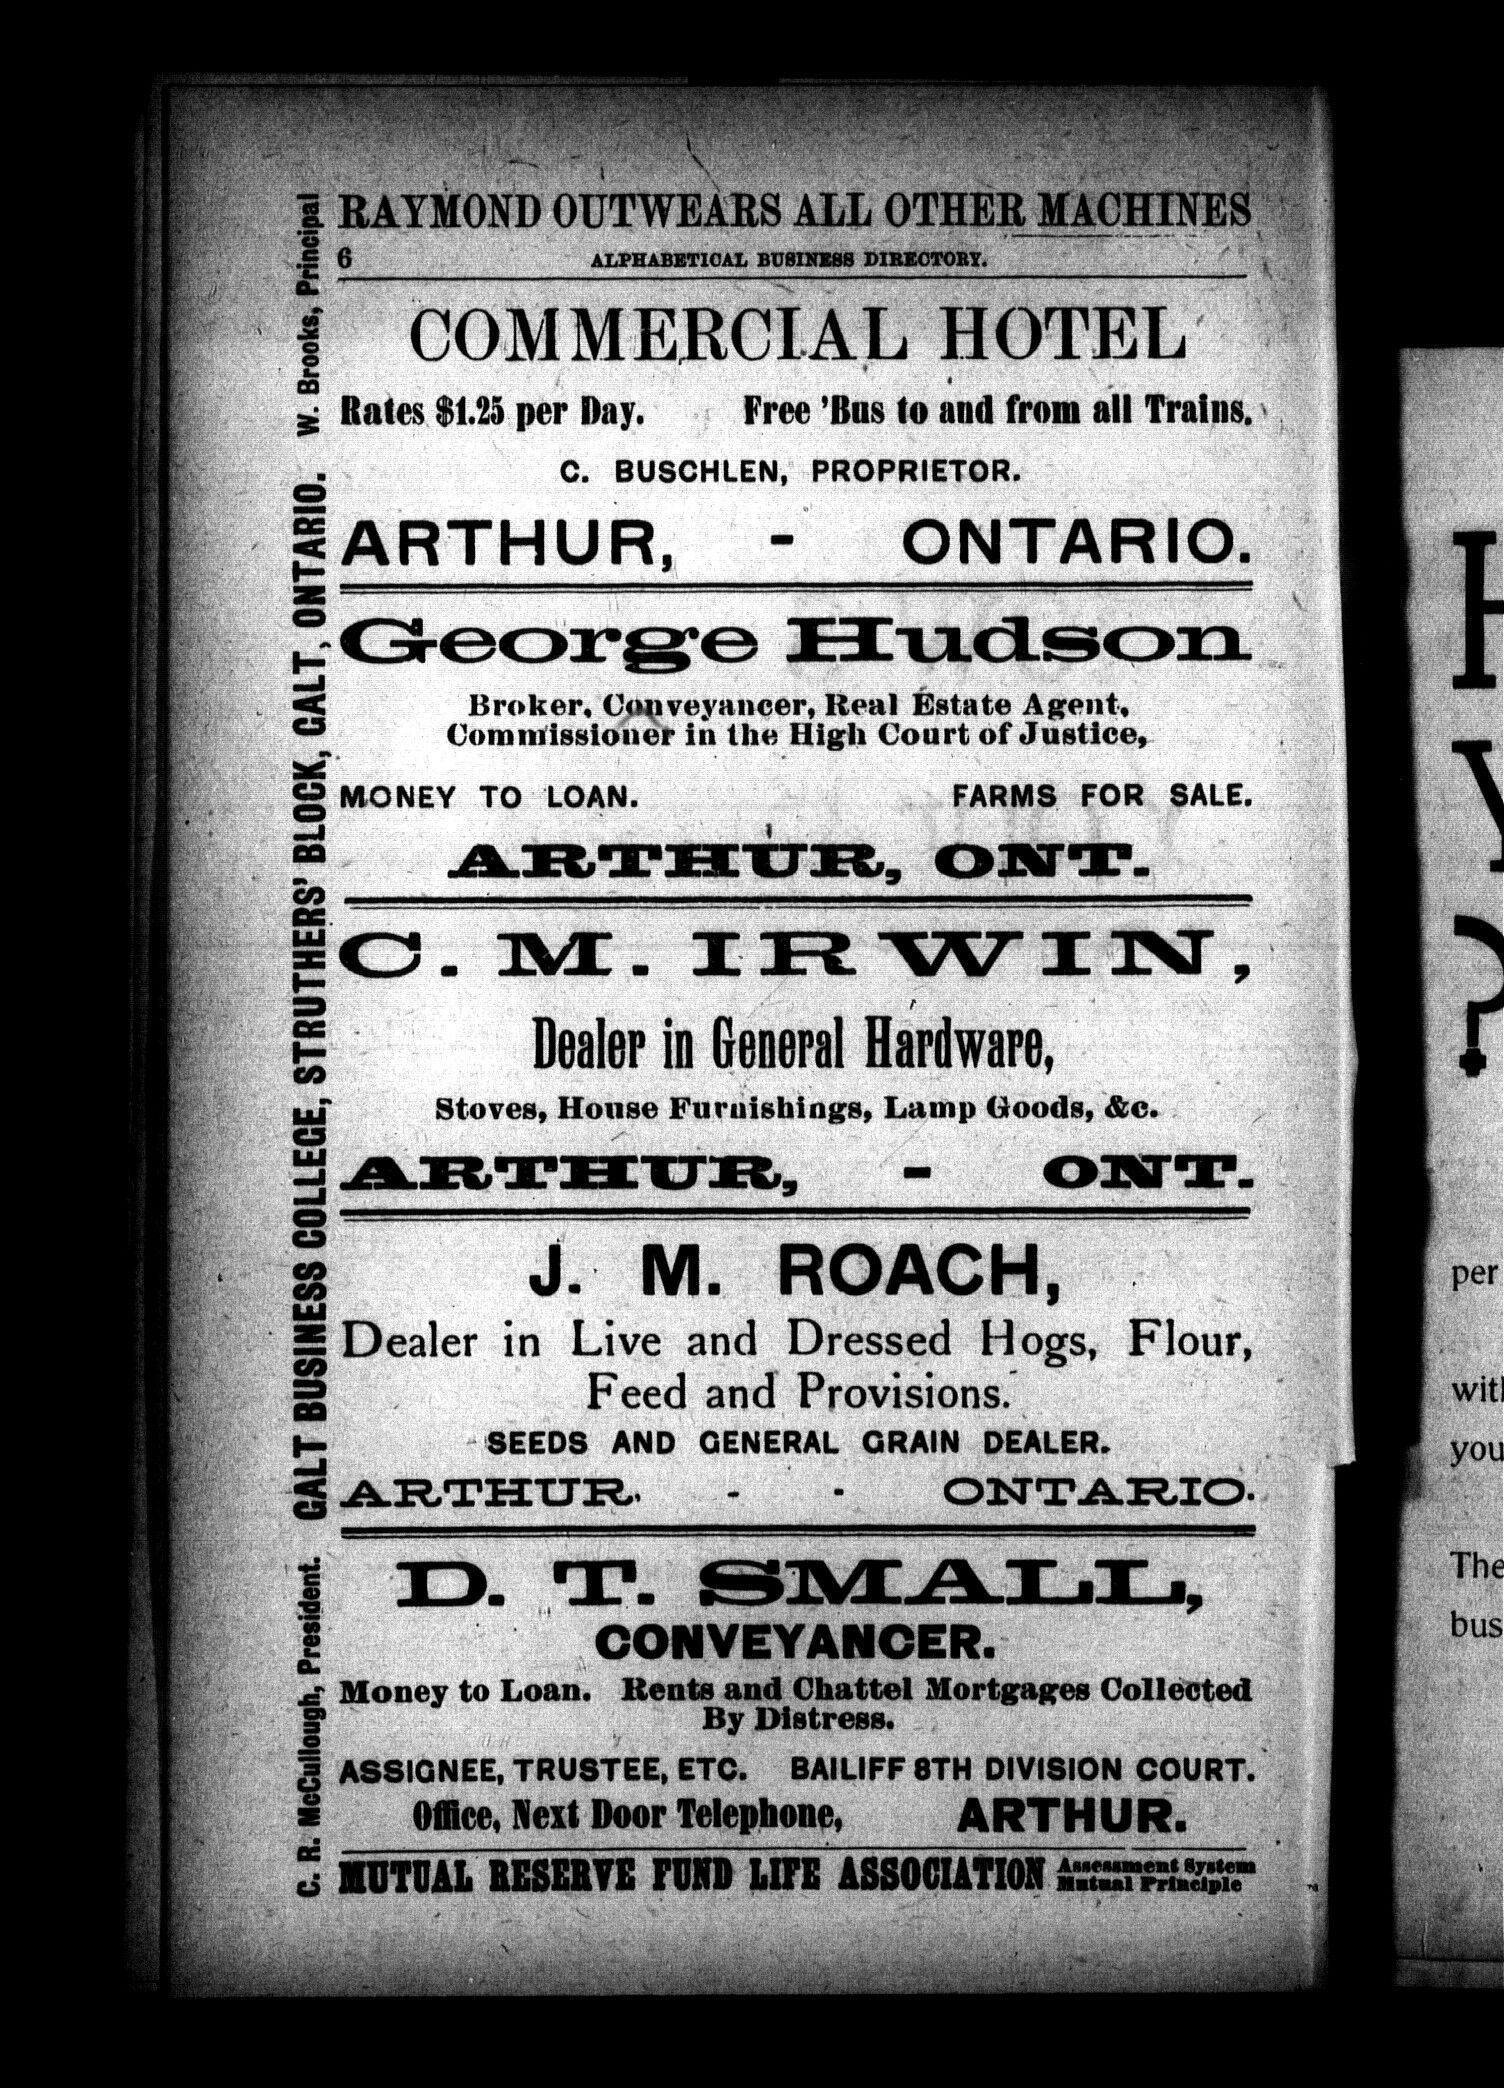 RAYMOND OUTWEARS ALL OTHER MACHINES
6 ALPHABETICAL BUSINESS DIRECTORY.
COMMERCIAL HOTEL
Rates $1.25 per Day. Free 'Bus to and from all Trains.
C. BUSCHLEN, PROPRIETOR.
ARTHUR, - ONTARIO.
George Hudson
Broker, Conveyancer, Real Estate Agent,
Commissioner in the High Court of Justice,
MONEY TO LOAN. FARMS FOR SALE.
ARTHUR, ONT.
C. M. IRWIN,
Dealer in General Hardware,
Stoves, House Furnishings, Lamp Goods, &c.
ARTHUR, - ONT.
J. M. ROACH,
Dealer in Live and Dressed Hogs, Flour,
Feed and Provisions.
SEEDS AND GENERAL GRAIN DEALER.
ARTHUR. - - ONTARIO.
D. T. SMALL,
CONVEYANCER.
Money to Loan. Rents and Chattel Mortgages Collected
By Distress.
ASSIGNEE, TRUSTEE, ETC. BAILIFF 8TH DIVISION COURT.
Office, Next Door Telephone, ARTHUR.
MUTUAL RESERVE FUND LIFE ASSOCIATION Assessment System
Mutual Principle
C. R. McCullough, President. GALT BUSINESS COLLEGE, STRUTHERS' BLOCK, GALT, ONTARIO. W. Brooks, Principal
H
Y
?
per
with
you
The
bus